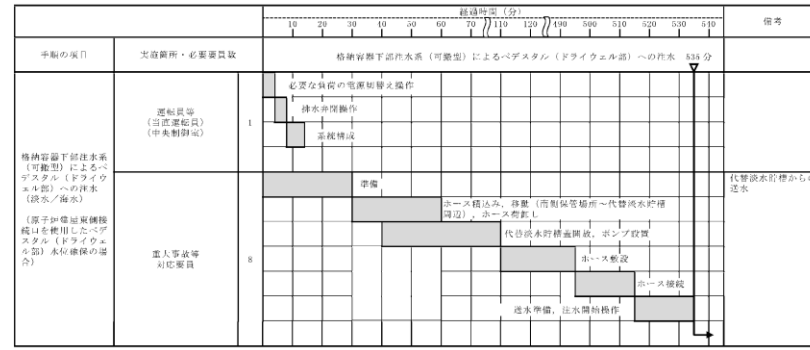 経過時間（分）
備考
10 20 30 40 50 60 70 120 490 500 510 520 530 540
手順の項目
実施箇所・必要要員数
格納容器下部注水系（可搬型）によるペデスタル（ドライウェル部）への注水 535分
格納容器下部注水系
（可搬型）によるペ
デスタル（ドライウ
ェル部）への注水
（淡水／海水）
（原子炉建屋東側接
続口を使用したペデ
スタル（ドライウェ
ル部）水位確保の場
合）
運転員等
（当直運転員）
（中央制御室）
1
必要な負荷の電源切替え操作
排水弁閉操作
系統構成
重大事故等
対応要員
8
準備
ホース積込み，移動（南側保管場所～代替淡水貯槽
周辺），ホース荷卸し
代替淡水貯槽蓋開放，ポンプ設置
ホース敷設
ホース接続
送水準備，注水開始操作
代替淡水貯槽からの
送水